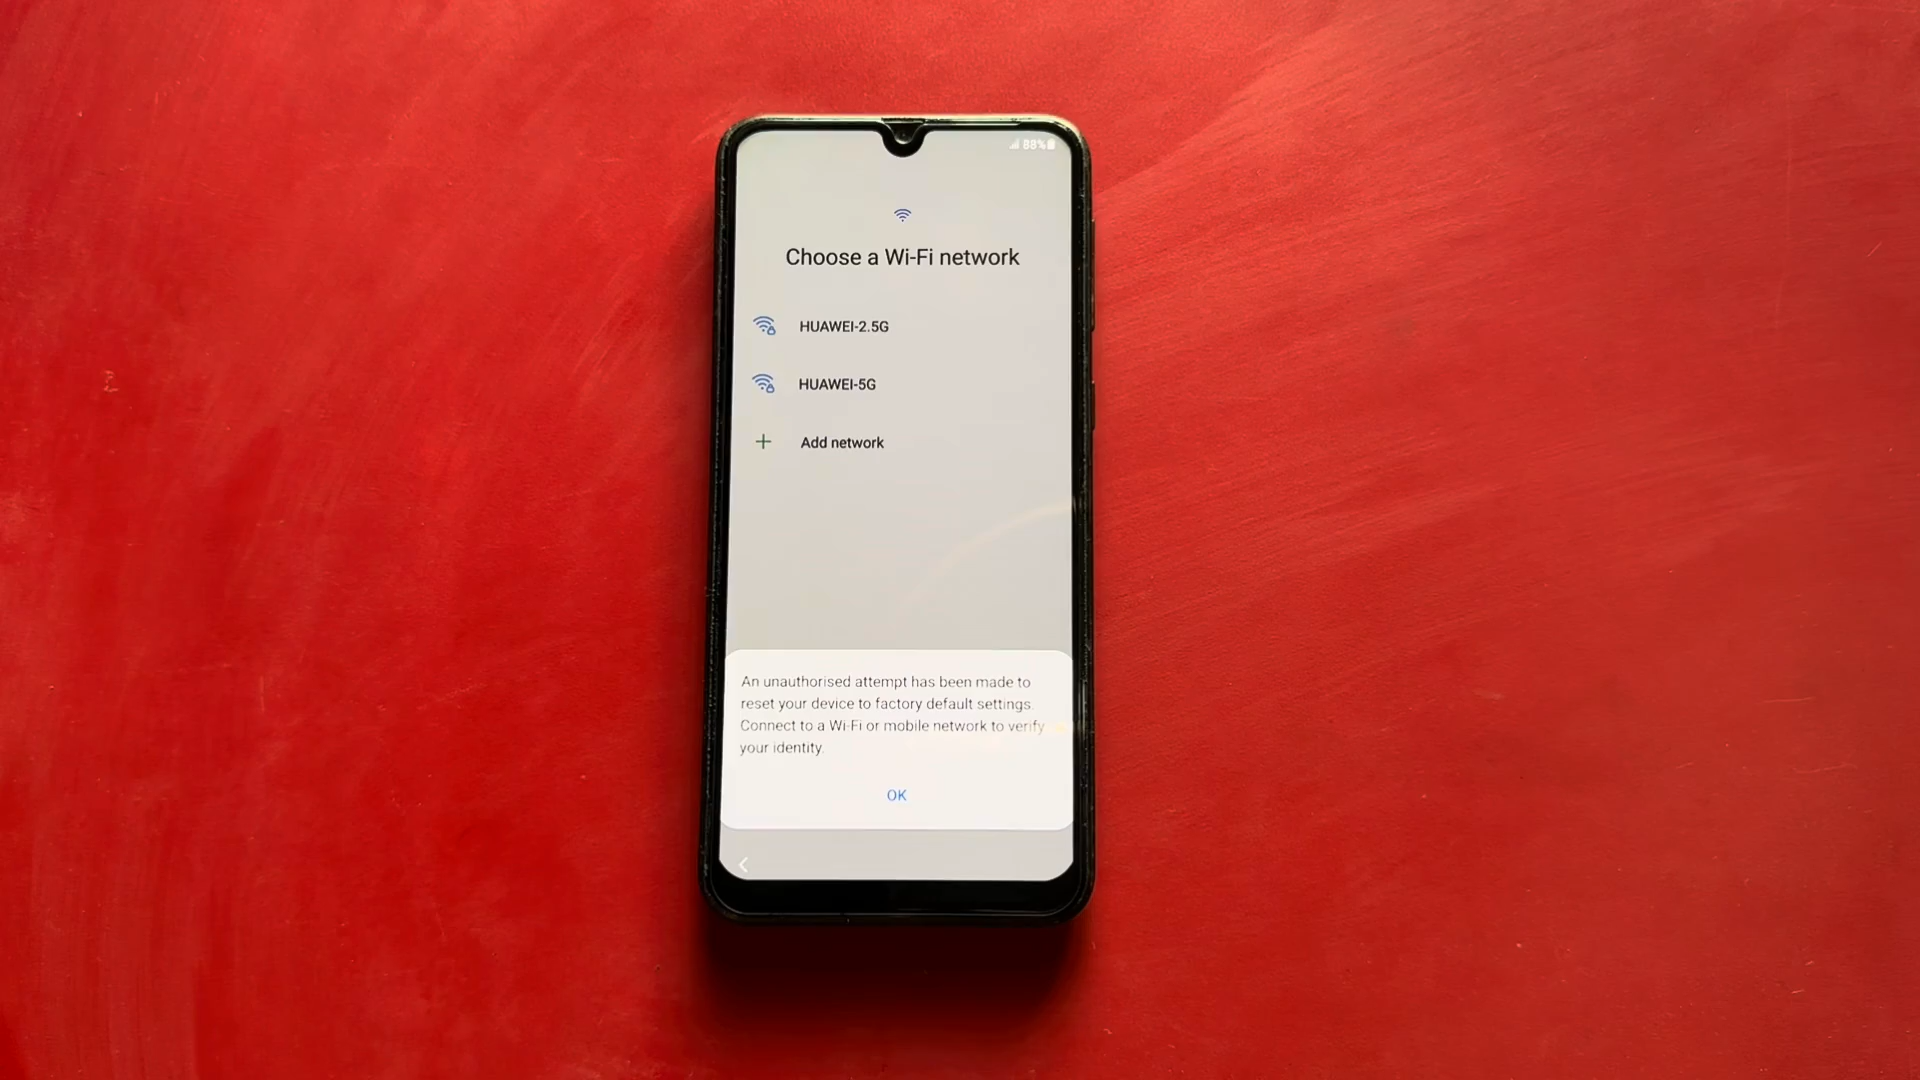 88%
Choose a Wi-Fi network
HUAWEI-2.5G
HUAWEI-5G
Add network
An unauthorised attempt has been made to
reset your device to factory default settings.
Connect to a Wi-Fi or mobile network to verify
your identity.
OK